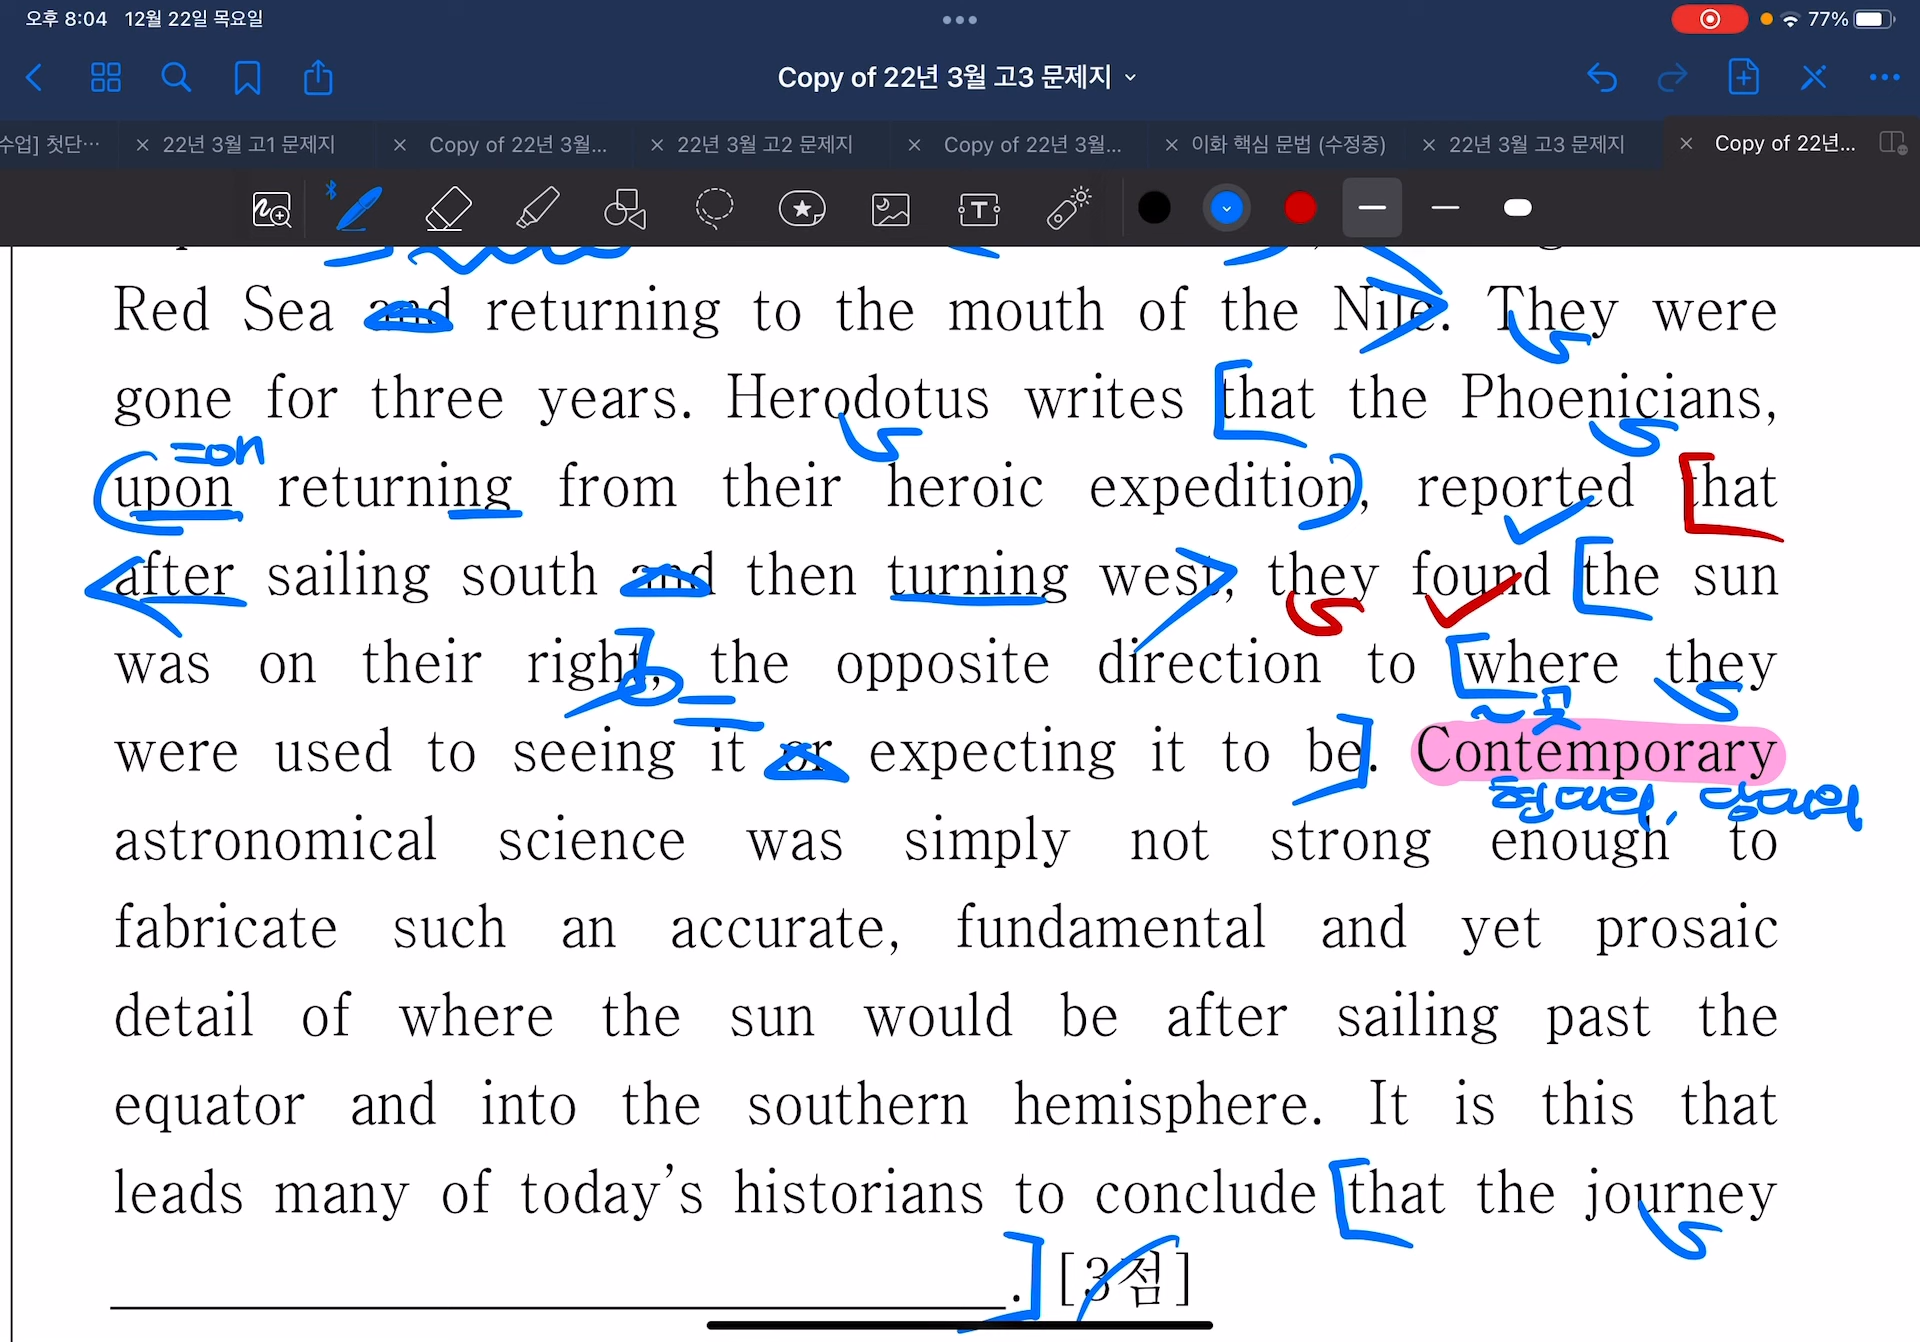 오후 8:04 12월 22일 목요일
77%
Copy of 22년 3월 고3 문제지
수업] 첫단…
22년 3월 고1 문제지
Copy of 22년 3월...
22년 3월 고2 문제지
Copy of 22년 3월...
이화 핵심 문법 (수정중)
22년 3월 고3 문제지
Copy of 22년...
Red Sea and returning to the mouth of the Nile. They were
gone for three years. Herodotus writes that the Phoenicians,
=on
upon returning from their heroic expedition, reported that
after sailing south and then turning west, they found the sun
was on their right, the opposite direction to where they
~곳
were used to seeing it or expecting it to be. Contemporary
현대의, 당대의
astronomical science was simply not strong enough to
fabricate such an accurate, fundamental and yet prosaic
detail of where the sun would be after sailing past the
equator and into the southern hemisphere. It is this that
leads many of today's historians to conclude that the journey
. [3점]